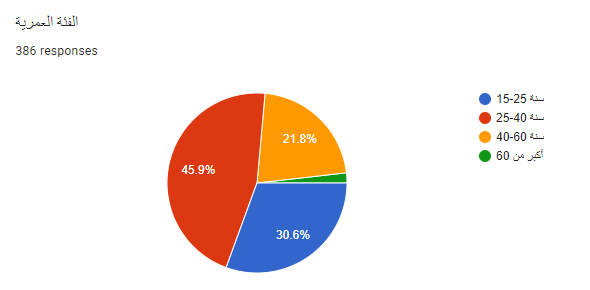 الفئة العمرية
386 responses
15-25 سنة
25-40 سنة
40-60 سنة
أكبر من 60
21.8%
45.9%
30.6%